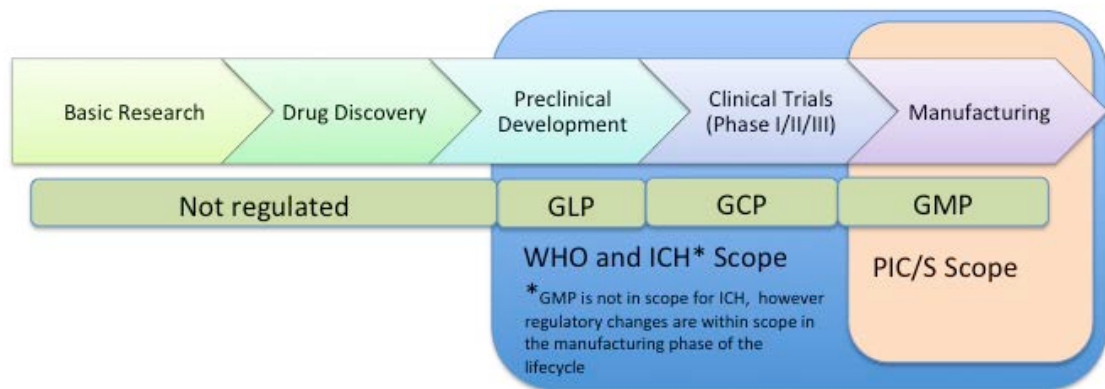 Basic Research
Drug Discovery
Preclinical
Development
Clinical Trials
(Phase I/II/III)
Manufacturing
Not regulated
GLP
GCP
GMP
WHO and ICH* Scope
*GMP is not in scope for ICH, however
regulatory changes are within scope in
the manufacturing phase of the
lifecycle
PIC/S Scope